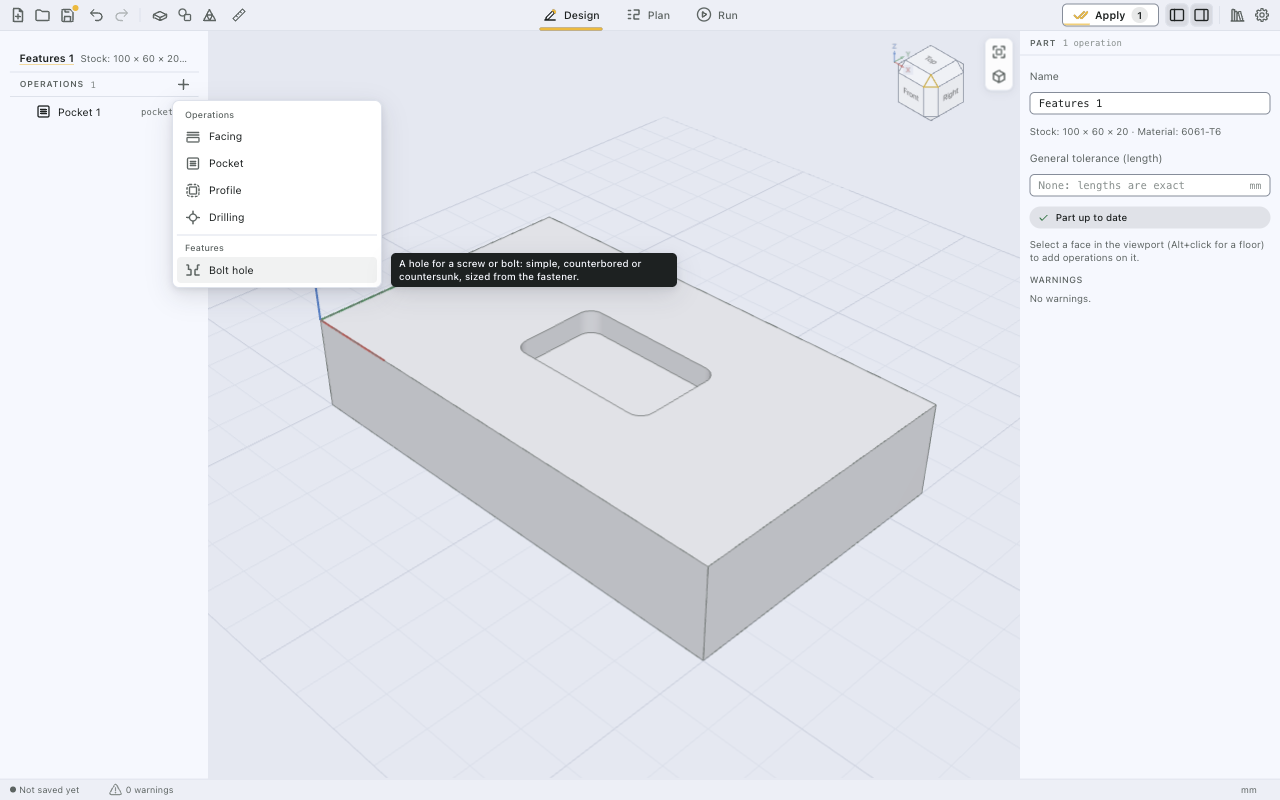 Design
Plan
Run
Apply 1
Features 1 Stock: 100 × 60 × 20...
OPERATIONS 1
Pocket 1 pocket
Operations
Facing
Pocket
Profile
Drilling
Features
Bolt hole
A hole for a screw or bolt: simple, counterbored or
countersunk, sized from the fastener.
Z
Y
X
Top
Front
Right
PART 1 operation
Name
Features 1
Stock: 100 × 60 × 20 · Material: 6061-T6
General tolerance (length)
None: lengths are exact mm
Part up to date
Select a face in the viewport (Alt+click for a floor)
to add operations on it.
WARNINGS
No warnings.
Not saved yet
0 warnings
mm